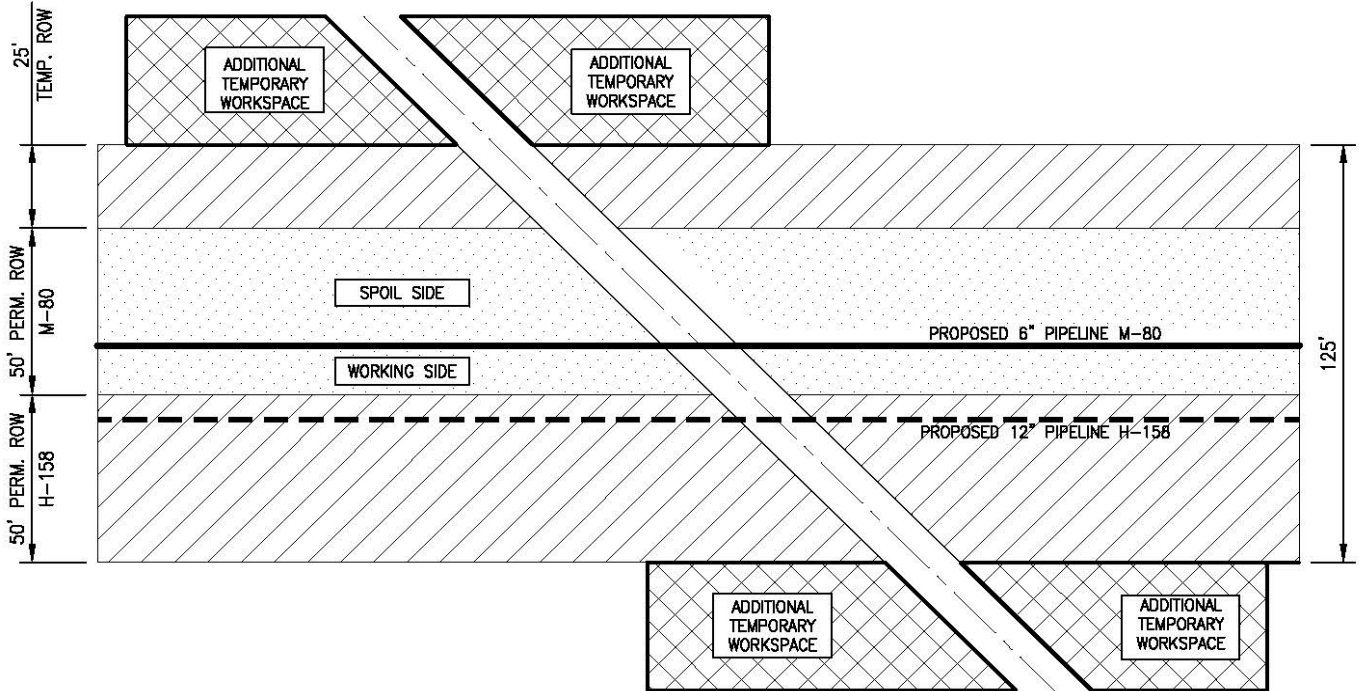 25'
TEMP. ROW
ADDITIONAL
TEMPORARY
WORKSPACE
ADDITIONAL
TEMPORARY
WORKSPACE
50' PERM. ROW
M-80
SPOIL SIDE
PROPOSED 6" PIPELINE M-80
WORKING SIDE
125'
50' PERM. ROW
H-158
PROPOSED 12" PIPELINE H-158
ADDITIONAL
TEMPORARY
WORKSPACE
ADDITIONAL
TEMPORARY
WORKSPACE